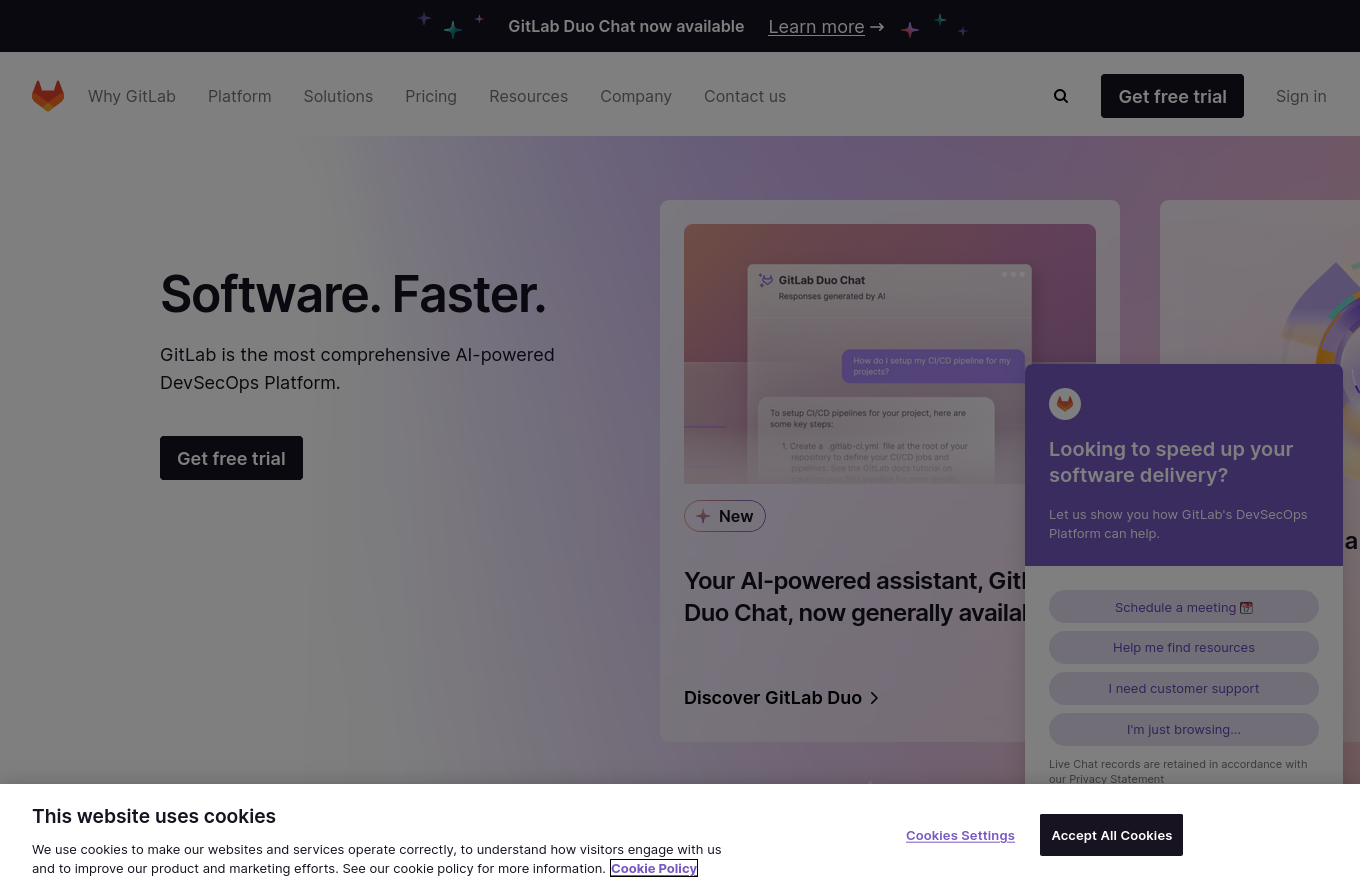 GitLab Duo Chat now available Learn more →
Why GitLab Platform Solutions Pricing Resources Company Contact us Get free trial Sign in
Software. Faster.
GitLab is the most comprehensive AI-powered
DevSecOps Platform.
Get free trial
GitLab Duo Chat
Responses generated by AI
How do I setup my CI/CD pipeline for my
projects?
To setup CI/CD pipelines for your project, here are
some key steps:
1. Create a .gitlab-ci.yml file at the root of your
repository to define your CI/CD jobs and
pipelines. See the GitLab docs tutorial on
New
Your AI-powered assistant, Git
Duo Chat, now generally availa
Discover GitLab Duo
a
Looking to speed up your
software delivery?
Let us show you how GitLab's DevSecOps
Platform can help.
Schedule a meeting 📅
Help me find resources
I need customer support
I'm just browsing...
Live Chat records are retained in accordance with
our Privacy Statement
This website uses cookies
We use cookies to make our websites and services operate correctly, to understand how visitors engage with us
and to improve our product and marketing efforts. See our cookie policy for more information. Cookie Policy
Cookies Settings
Accept All Cookies